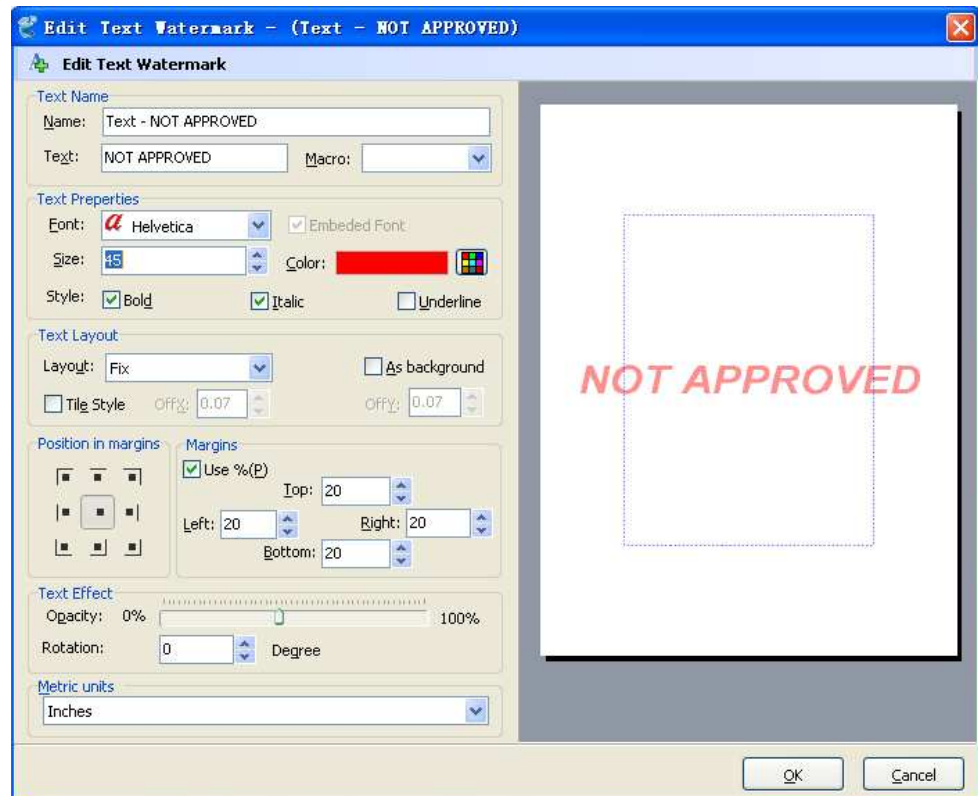 Edit Text Watermark - (Text - NOT APPROVED)
Edit Text Watermark
Text Name
Name: Text - NOT APPROVED
Text: NOT APPROVED Macro:
Text Preperties
Font: a Helvetica Embeded Font
Size: 45 Color:
Style: Bold Italic Underline
Text Layout
Layout: Fix As background
Tile Style OffX: 0.07 OffY: 0.07
Position in margins Margins
Use %(P)
Top: 20
Left: 20 Right: 20
Bottom: 20
Text Effect
Opacity: 0% 100%
Rotation: 0 Degree
Metric units
Inches
NOT APPROVED
OK Cancel